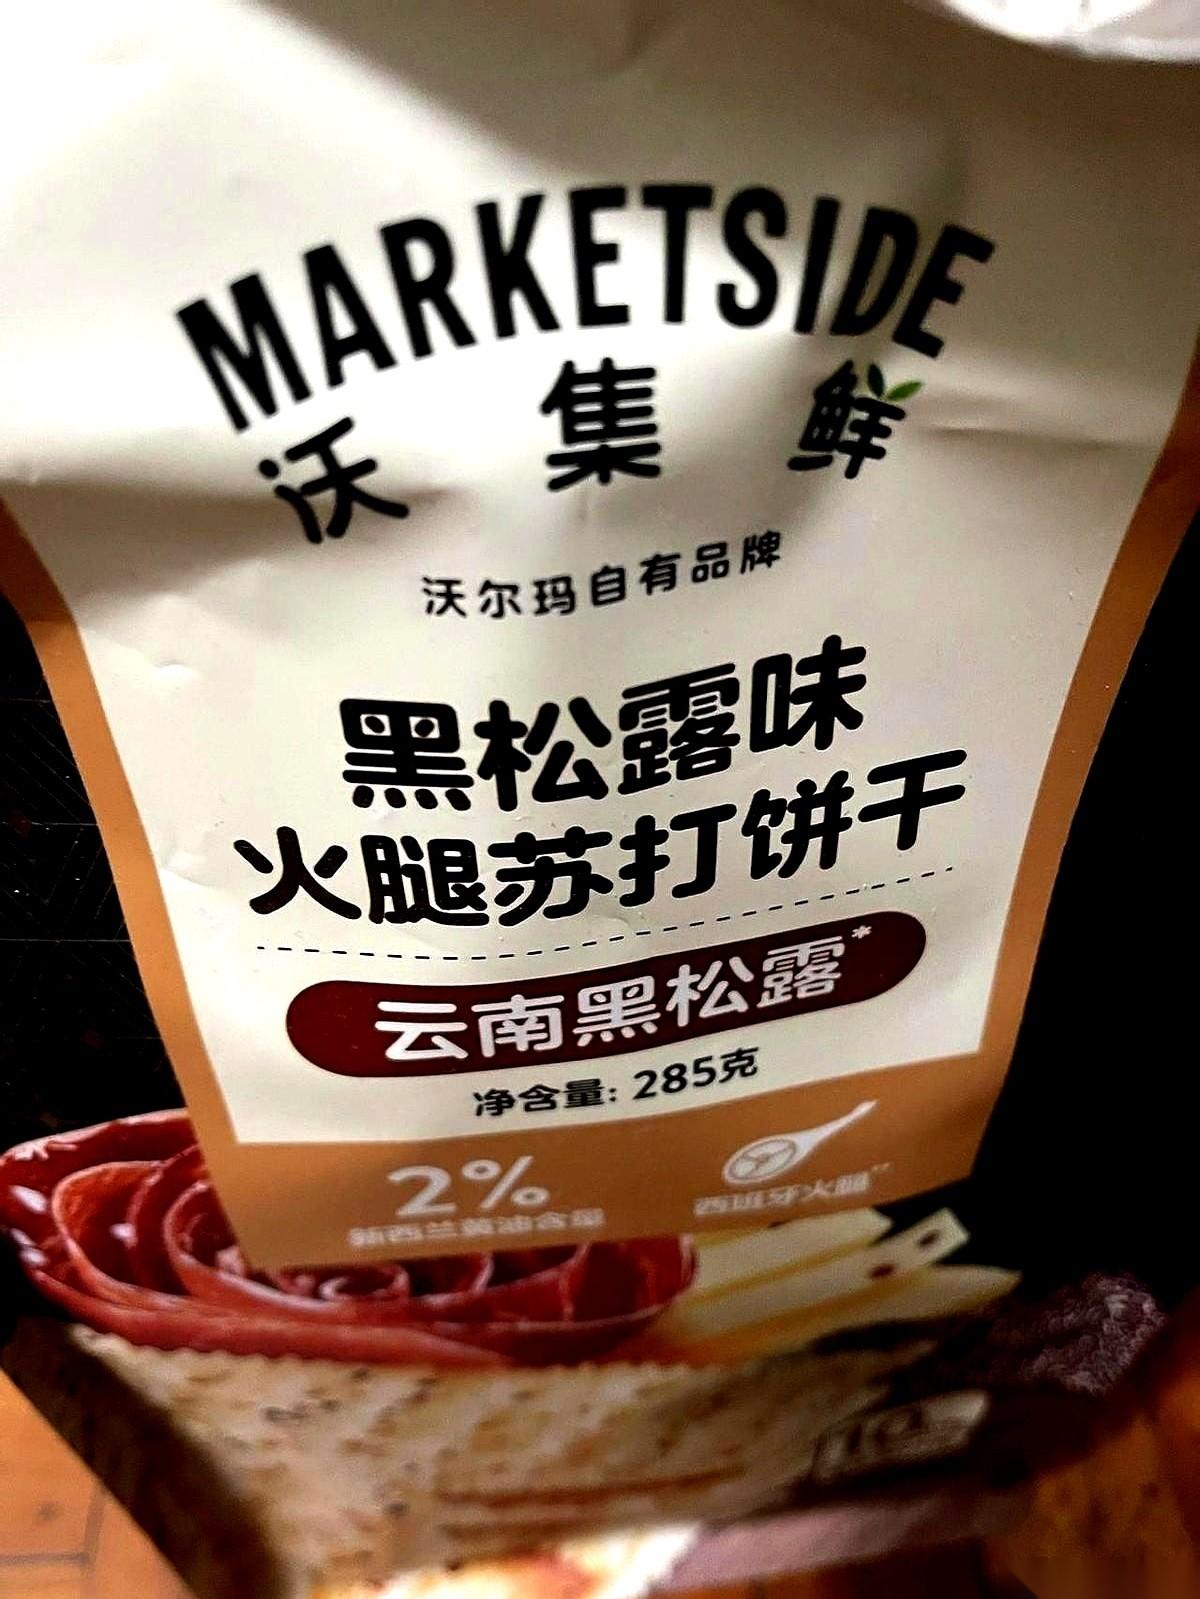 MARKETSIDE
沃集鲜
沃尔玛自有品牌
黑松露味
火腿苏打饼干
云南黑松露*
净含量: 285克
2%
新西兰黄油含量
西班牙火腿**